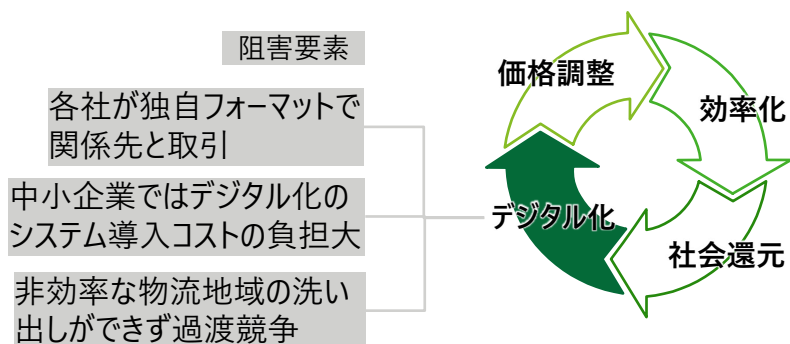 阻害要素
各社が独自フォーマットで
関係先と取引
中小企業ではデジタル化の
システム導入コストの負担大
非効率な物流地域の洗い
出しができず過渡競争
価格調整
効率化
デジタル化
社会還元